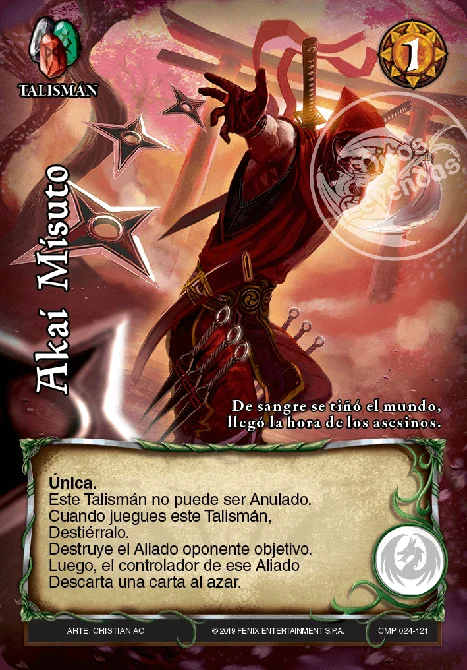 1
TALISMÁN
Mitos
y Leyendas
Akai Misuto
De sangre se tiñó el mundo,
llegó la hora de los asesinos.
Única.
Este Talismán no puede ser Anulado.
Cuando juegues este Talismán,
Destiérralo.
Destruye el Aliado oponente objetivo.
Luego, el controlador de ese Aliado
Descarta una carta al azar.
ARTE: CRISTIAN AC
© 2019 FENIX ENTERTAINMENT S.P.A.
CMP 024-121